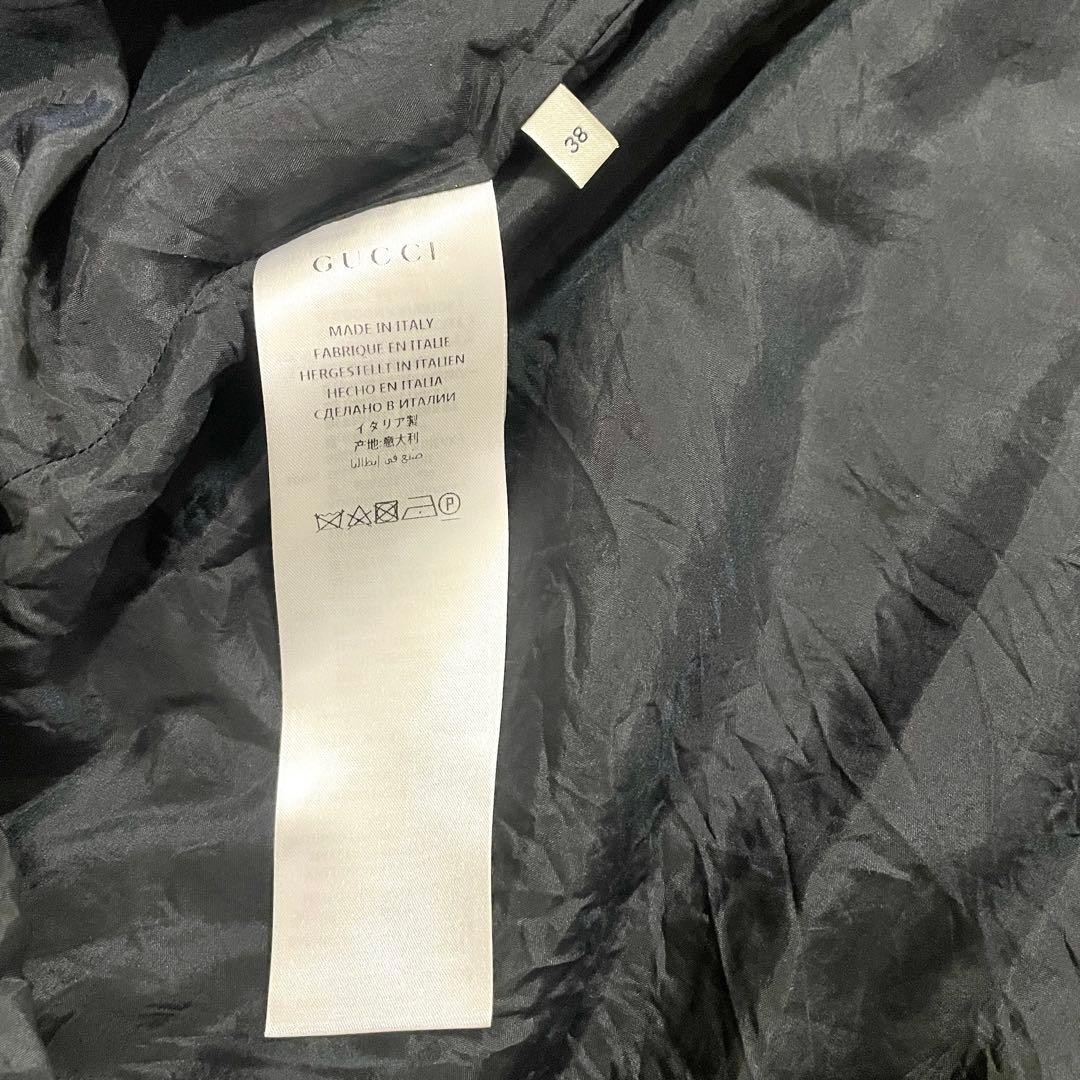 38
GUCCI
MADE IN ITALY
FABRIQUE EN ITALIE
HERGESTELLT IN ITALIEN
HECHO EN ITALIA
СДЕЛАНО В ИТАЛИИ
イタリア製
产地:意大利
صنع في إيطاليا
P